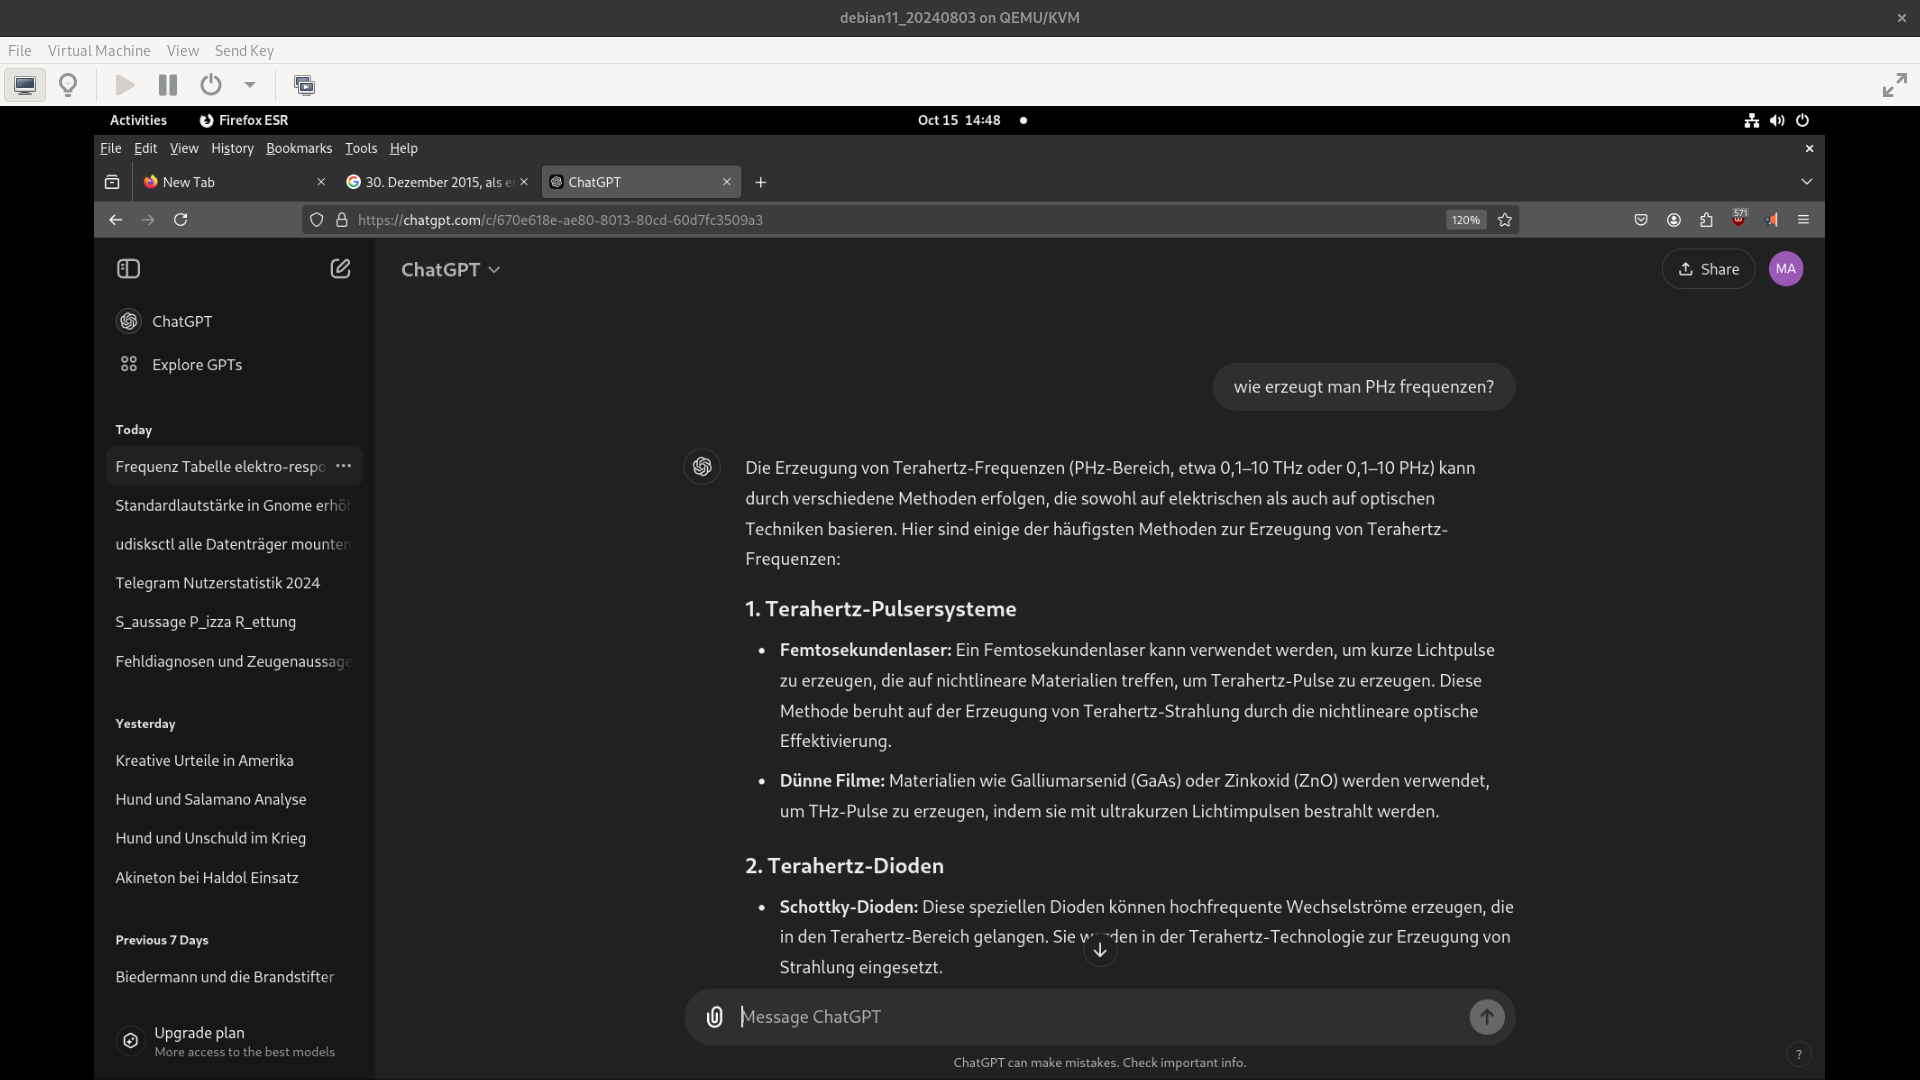 debian11_20240803 on QEMU/KVM
File Virtual Machine View Send Key
Activities Firefox ESR Oct 15 14:48
File Edit View History Bookmarks Tools Help
New Tab 30. Dezember 2015, als er ChatGPT
https://chatgpt.com/c/670e618e-ae80-8013-80cd-60d7fc3509a3 120% 571
ChatGPT Share MA
ChatGPT
Explore GPTs
Today
Frequenz Tabelle elektro-respo
Standardlautstärke in Gnome erhöh
udisksctl alle Datenträger mounten
Telegram Nutzerstatistik 2024
S_aussage P_izza R_ettung
Fehldiagnosen und Zeugenaussage
Yesterday
Kreative Urteile in Amerika
Hund und Salamano Analyse
Hund und Unschuld im Krieg
Akineton bei Haldol Einsatz
Previous 7 Days
Biedermann und die Brandstifter
Upgrade plan
More access to the best models
wie erzeugt man PHz frequenzen?
Die Erzeugung von Terahertz-Frequenzen (PHz-Bereich, etwa 0,1–10 THz oder 0,1–10 PHz) kann
durch verschiedene Methoden erfolgen, die sowohl auf elektrischen als auch auf optischen
Techniken basieren. Hier sind einige der häufigsten Methoden zur Erzeugung von Terahertz-
Frequenzen:
1. Terahertz-Pulsersysteme
• Femtosekundenlaser: Ein Femtosekundenlaser kann verwendet werden, um kurze Lichtpulse
zu erzeugen, die auf nichtlineare Materialien treffen, um Terahertz-Pulse zu erzeugen. Diese
Methode beruht auf der Erzeugung von Terahertz-Strahlung durch die nichtlineare optische
Effektivierung.
• Dünne Filme: Materialien wie Galliumarsenid (GaAs) oder Zinkoxid (ZnO) werden verwendet,
um THz-Pulse zu erzeugen, indem sie mit ultrakurzen Lichtimpulsen bestrahlt werden.
2. Terahertz-Dioden
• Schottky-Dioden: Diese speziellen Dioden können hochfrequente Wechselströme erzeugen, die
in den Terahertz-Bereich gelangen. Sie werden in der Terahertz-Technologie zur Erzeugung von
Strahlung eingesetzt.
Message ChatGPT
ChatGPT can make mistakes. Check important info.
?